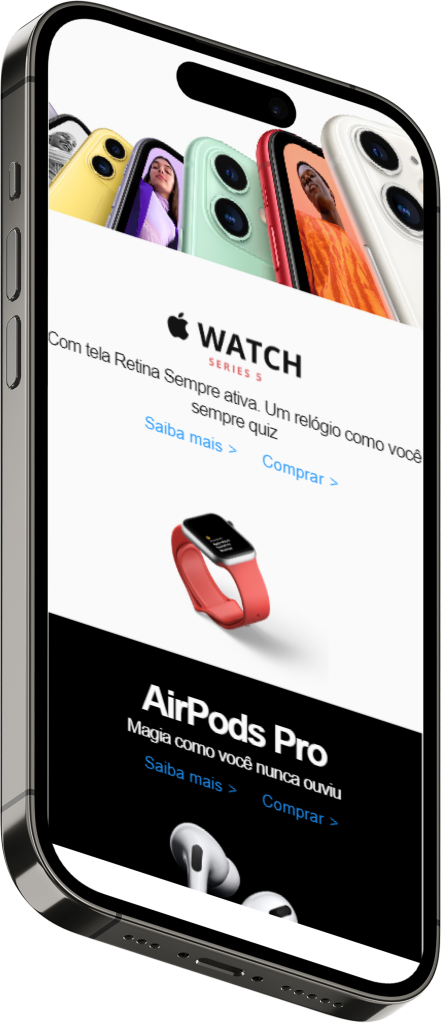 WATCH
SERIES 5
Com tela Retina Sempre ativa. Um relógio como você
sempre quiz
Saiba mais > Comprar >
AirPods Pro
Magia como você nunca ouviu
Saiba mais > Comprar >